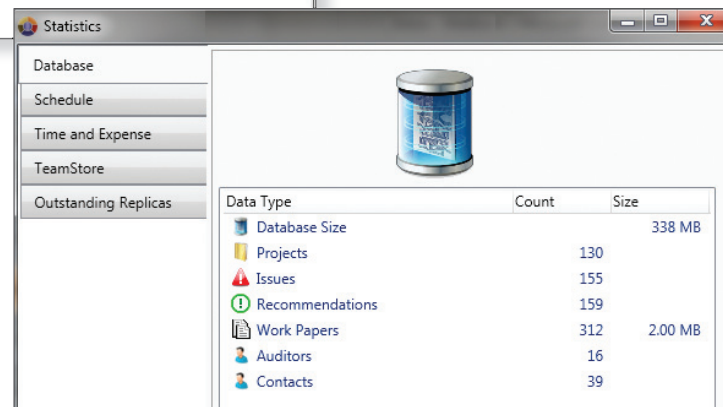 Statistics
Database
Schedule
Time and Expense
TeamStore
Outstanding Replicas
Data Type Count Size
Database Size 338 MB
Projects 130
Issues 155
Recommendations 159
Work Papers 312 2.00 MB
Auditors 16
Contacts 39